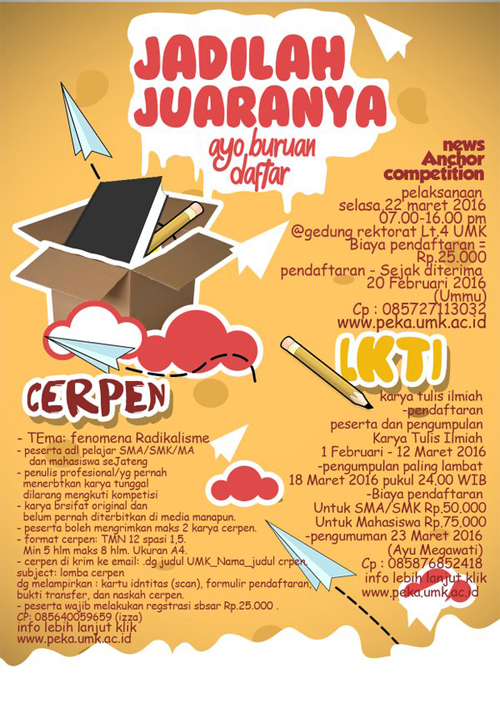 JADILAH
JUARANYA
ayo buruan
daftar
news
Anchor
competition
pelaksanaan
selasa,22 maret 2016
07.00-16.00 pm
@gedung rektorat Lt.4 UMK
Biaya pendaftaran =
Rp.25.000
pendaftaran - Sejak diterima
20 Februari 2016
(Ummu)
Cp : 085727113032
www.peka.umk.ac.id
LKTI
karya tulis ilmiah
-pendaftaran
peserta dan pengumpulan
Karya Tulis Ilmiah
1 Februari - 12 Maret 2016
-pengumpulan paling lambat
18 Maret 2016 pukul 24.00 WIB
-Biaya pendaftaran
Untuk SMA/SMK Rp.50,000
Untuk Mahasiswa Rp.75,000
-pengumuman 23 Maret 2016
(Ayu Megawati)
Cp : 085876852418
info lebih lanjut klik
www.peka.umk.ac.id
CERPEN
- TEma: fenomena Radikalisme
- peserta adl pelajar SMA/SMK/MA
dan mahasiswa seJateng
- penulis profesional/yg pernah
menerbtkan karya tunggal
dilarang mengkuti kompetisi
- karya brsifat original dan
belum pernah diterbitkan di media manapun.
- peserta boleh mengrimkan maks 2 karya cerpen.
- format cerpen: TMN 12 spasi 1,5.
Min 5 hlm maks 8 hlm. Ukuran A4.
- cerpen di krim ke email: .dg judul UMK_Nama_judul crpen,
subject: lomba cerpen
dg melampirkan : kartu idntitas (scan), formulir pendaftaran,
bukti transfer, dan naskah cerpen.
- peserta wajib melakukan regstrasi sbsar Rp.25.000 .
CP: 085640059659 (izza)
info lebih lanjut klik
www.peka.umk.ac.id